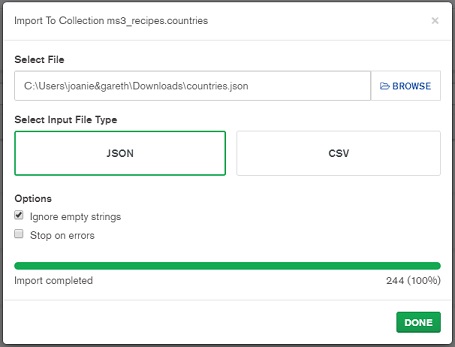 Import To Collection ms3_recipes.countries ×
Select File
C:\Users\joanie&gareth\Downloads\countries.json BROWSE
Select Input File Type
JSON CSV
Options
Ignore empty strings
Stop on errors
Import completed 244 (100%)
DONE